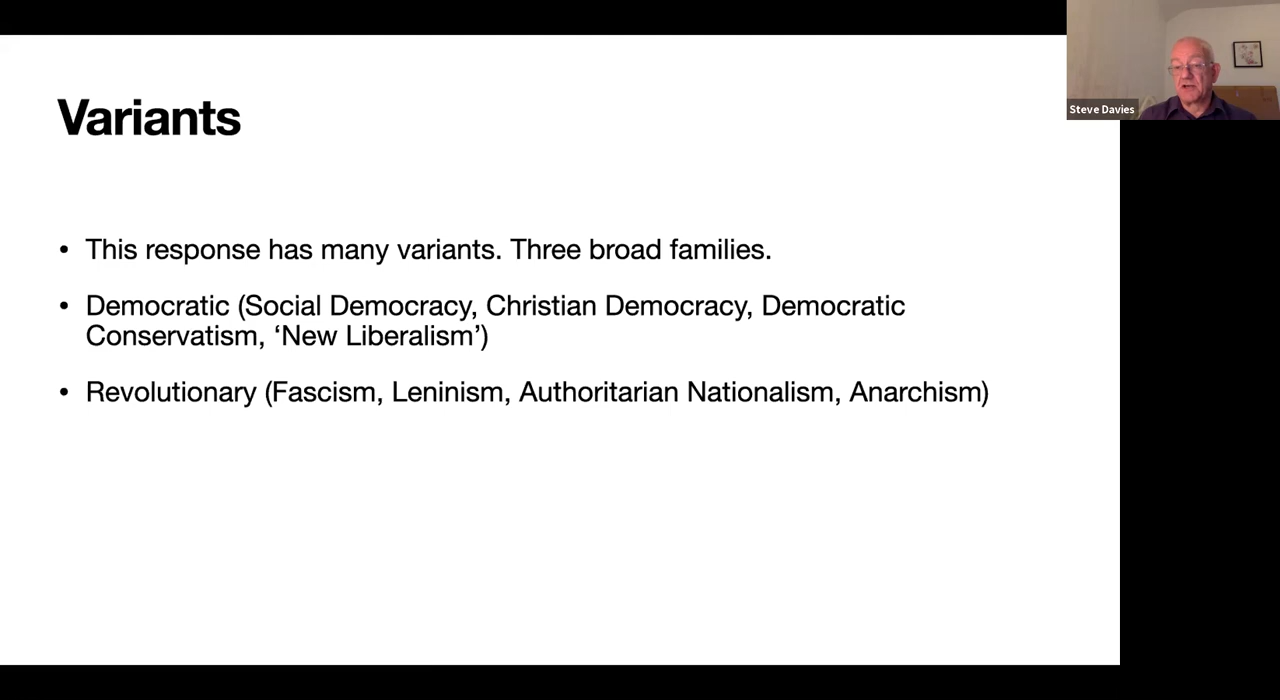 Variants
• This response has many variants. Three broad families.
• Democratic (Social Democracy, Christian Democracy, Democratic
Conservatism, ‘New Liberalism’)
• Revolutionary (Fascism, Leninism, Authoritarian Nationalism, Anarchism)
Steve Davies